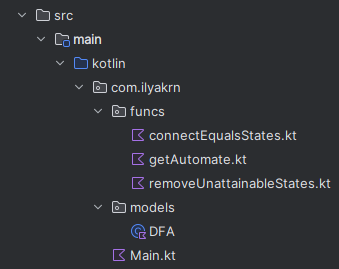 src
main
kotlin
com.ilyakrn
funcs
connectEqualsStates.kt
getAutomate.kt
removeUnattainableStates.kt
models
DFA
Main.kt